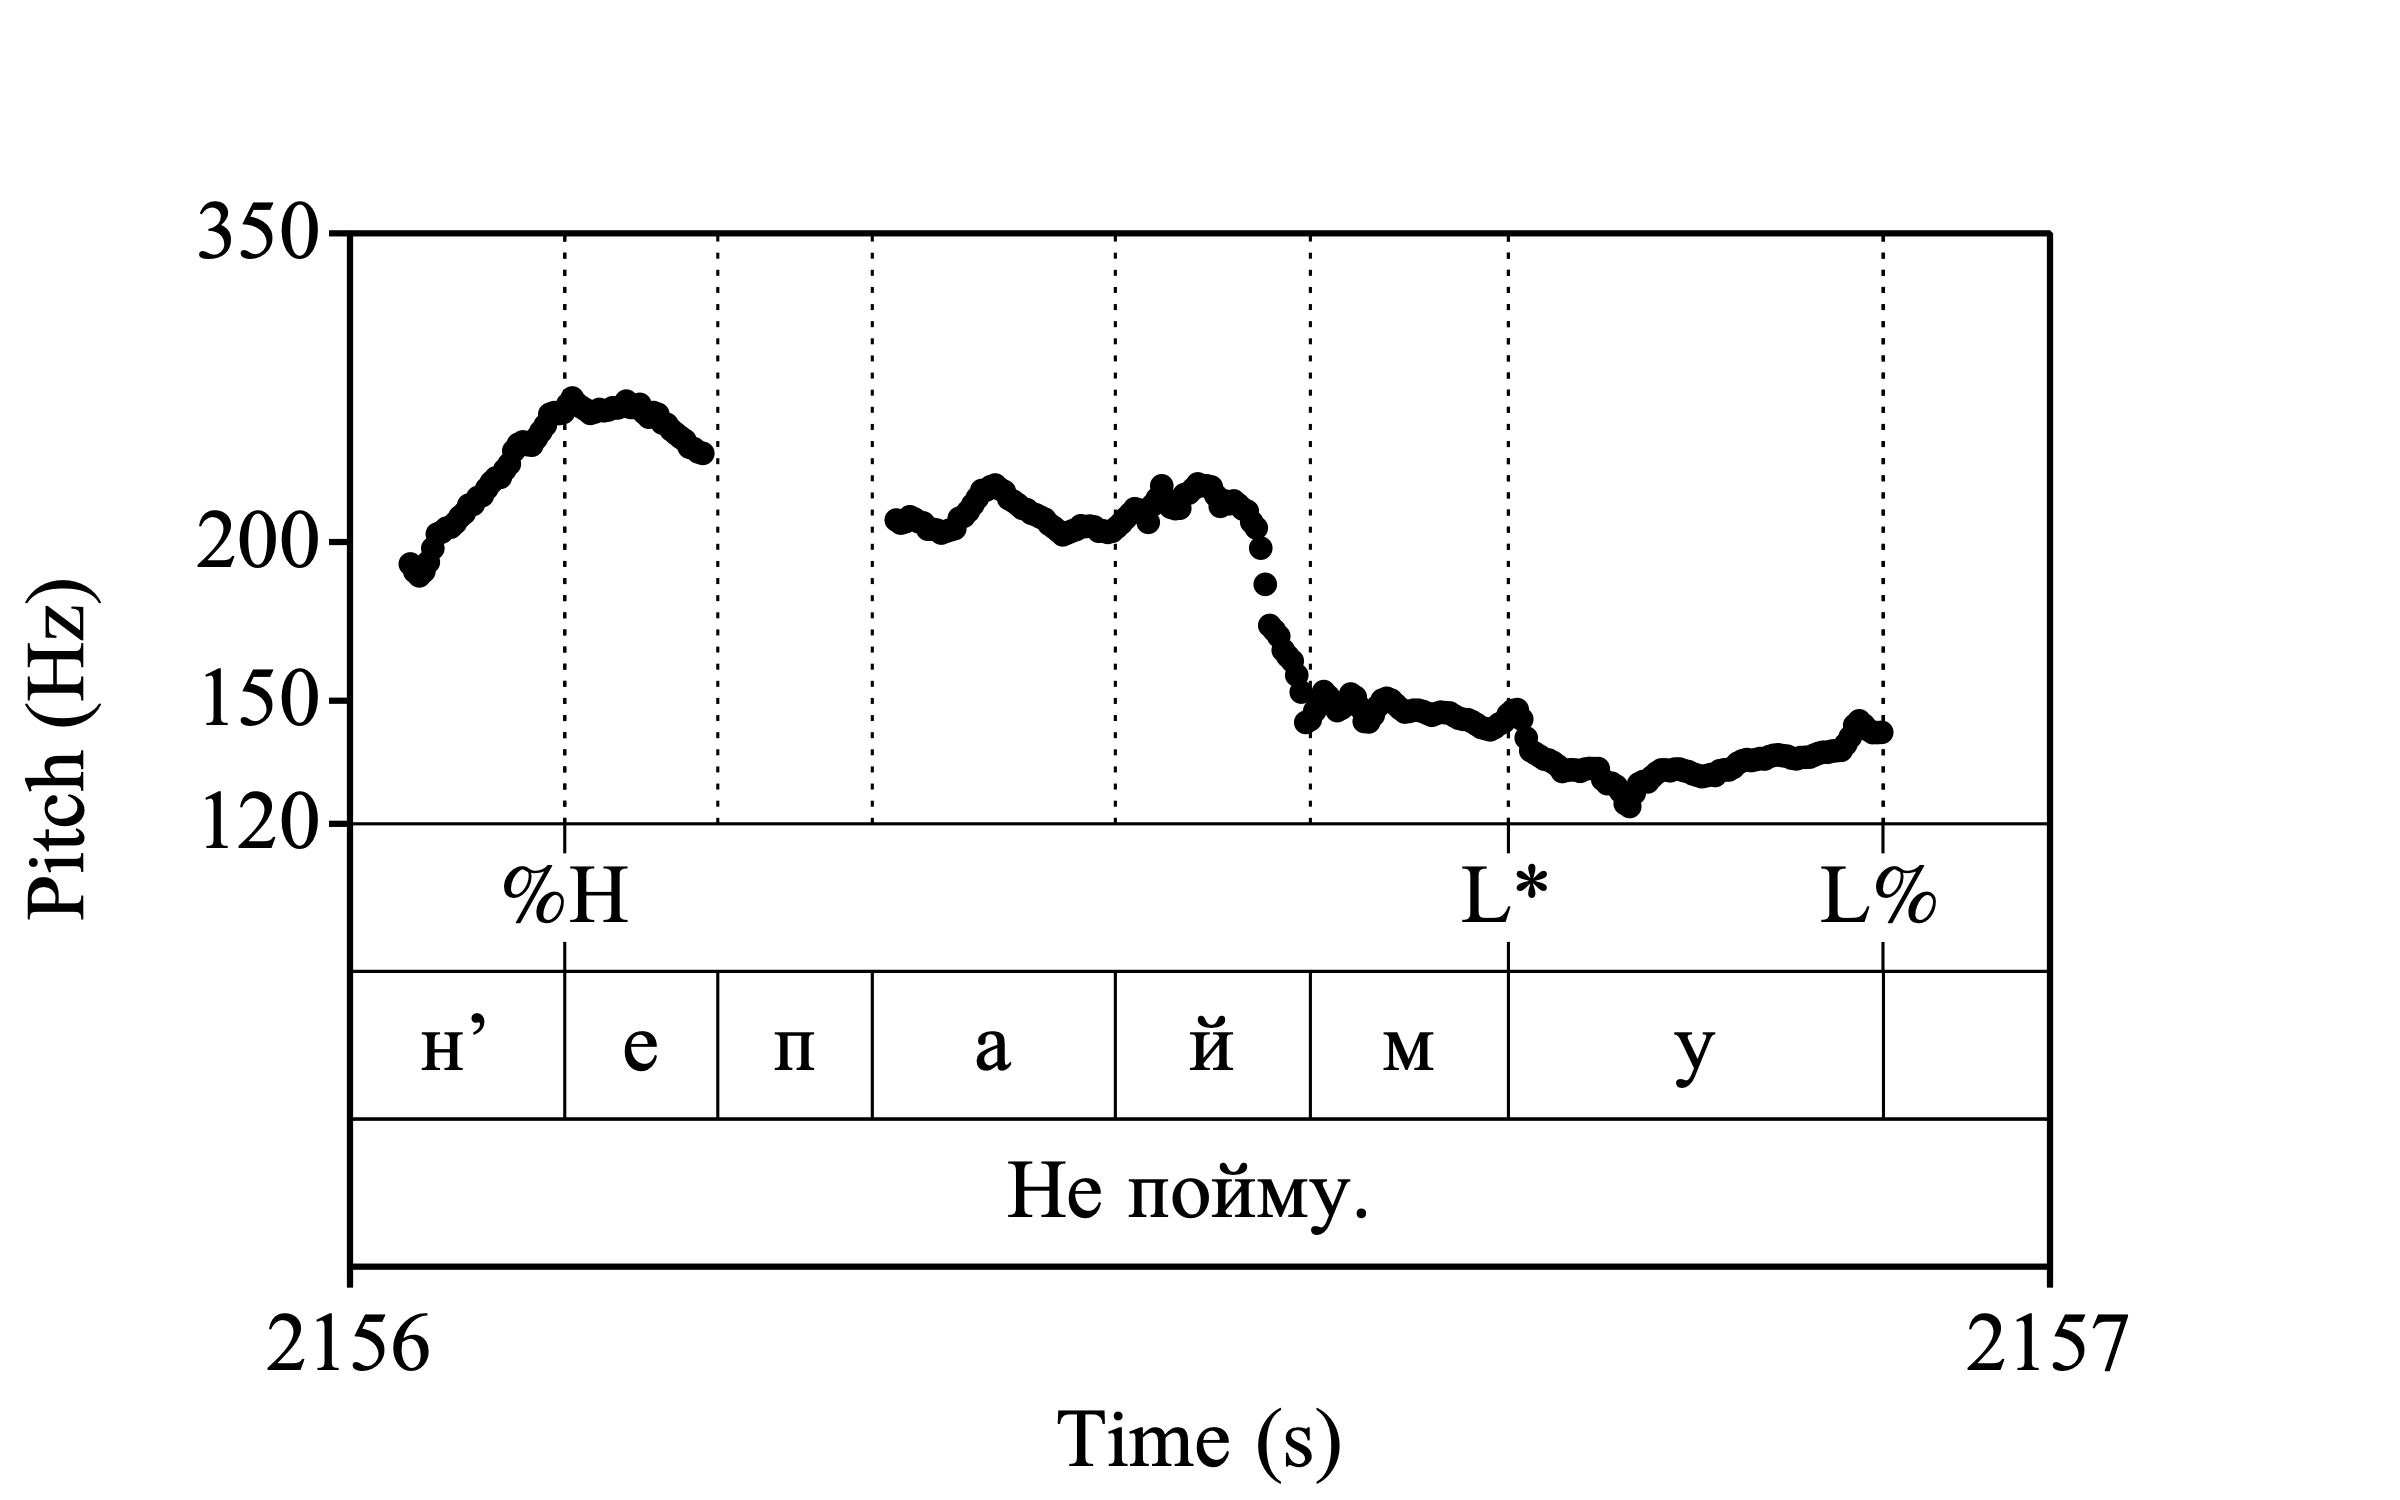 350
200
150
120
Pitch (Hz)
%H L* L%
н’ е п а й м у
Не пойму.
2156 2157
Time (s)